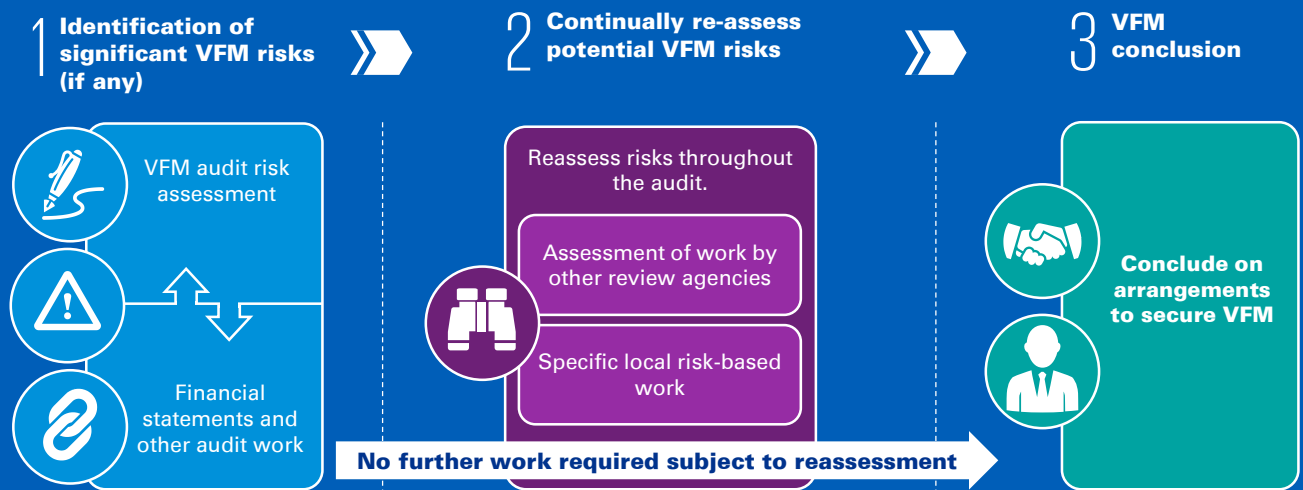 1 Identification of
significant VFM risks
(if any)
2 Continually re-assess
potential VFM risks
3 VFM
conclusion
VFM audit risk
assessment
Financial
statements and
other audit work
Reassess risks throughout
the audit.
Assessment of work by
other review agencies
Specific local risk-based
work
Conclude on
arrangements
to secure VFM
No further work required subject to reassessment